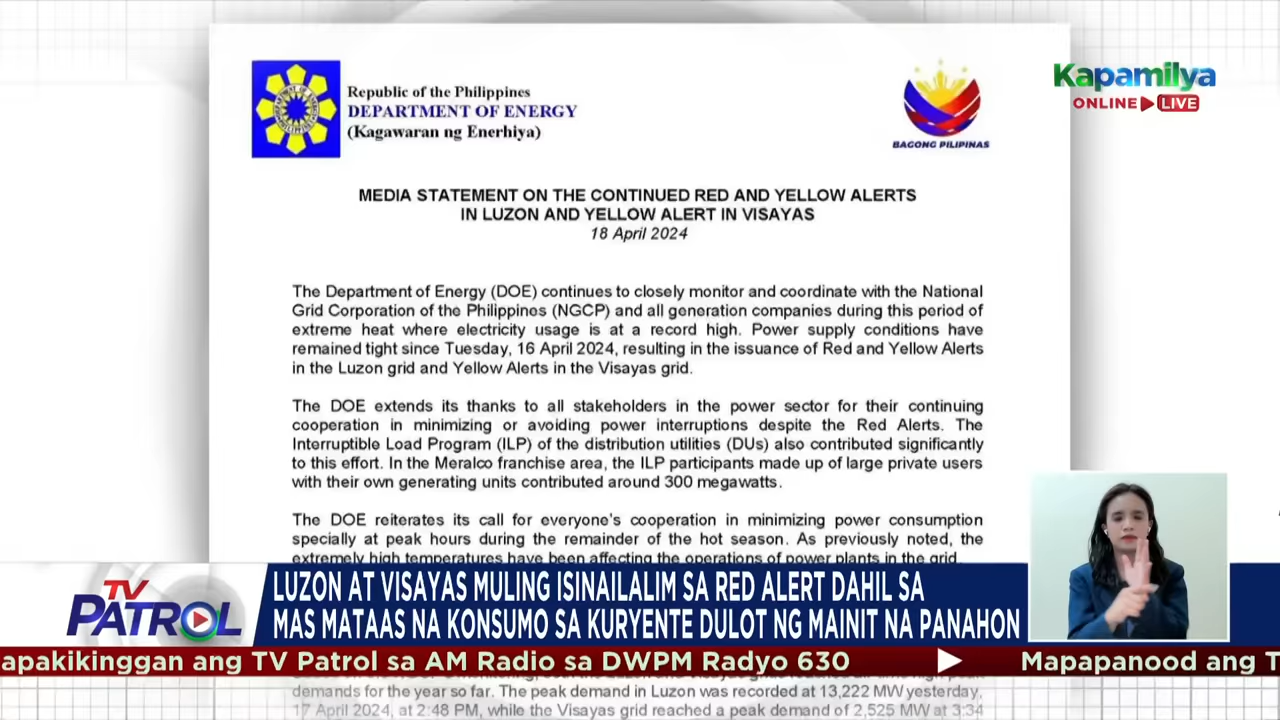 Republic of the Philippines
DEPARTMENT OF ENERGY
(Kagawaran ng Enerhiya)
BAGONG PILIPINAS
Kapamilya
ONLINE LIVE
MEDIA STATEMENT ON THE CONTINUED RED AND YELLOW ALERTS
IN LUZON AND YELLOW ALERT IN VISAYAS
18 April 2024
The Department of Energy (DOE) continues to closely monitor and coordinate with the National
Grid Corporation of the Philippines (NGCP) and all generation companies during this period of
extreme heat where electricity usage is at a record high. Power supply conditions have
remained tight since Tuesday, 16 April 2024, resulting in the issuance of Red and Yellow Alerts
in the Luzon grid and Yellow Alerts in the Visayas grid.
The DOE extends its thanks to all stakeholders in the power sector for their continuing
cooperation in minimizing or avoiding power interruptions despite the Red Alerts. The
Interruptible Load Program (ILP) of the distribution utilities (DUs) also contributed significantly
to this effort. In the Meralco franchise area, the ILP participants made up of large private users
with their own generating units contributed around 300 megawatts.
The DOE reiterates its call for everyone's cooperation in minimizing power consumption
specially at peak hours during the remainder of the hot season. As previously noted, the
extremely high temperatures have been affecting the operations of power plants in the grid.
TV
PATROL
LUZON AT VISAYAS MULING ISINAILALIM SA RED ALERT DAHIL SA
MAS MATAAS NA KONSUMO SA KURYENTE DULOT NG MAINIT NA PANAHON
apakikinggan ang TV Patrol sa AM Radio sa DWPM Radyo 630 Mapapanood ang T
demands for the year so far. The peak demand in Luzon was recorded at 13,222 MW yesterday,
17 April 2024, at 2:48 PM, while the Visayas grid reached a peak demand of 2,525 MW at 3:34